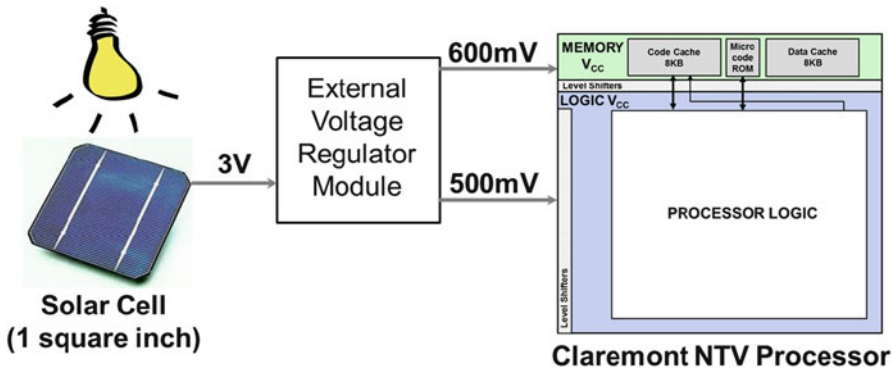 Solar Cell
(1 square inch)
3V
External
Voltage
Regulator
Module
600mV
500mV
MEMORY
VCC
Code Cache
8KB
Micro
code
ROM
Data Cache
8KB
Level Shifters
LOGIC VCC
Level Shifters
PROCESSOR LOGIC
Claremont NTV Processor